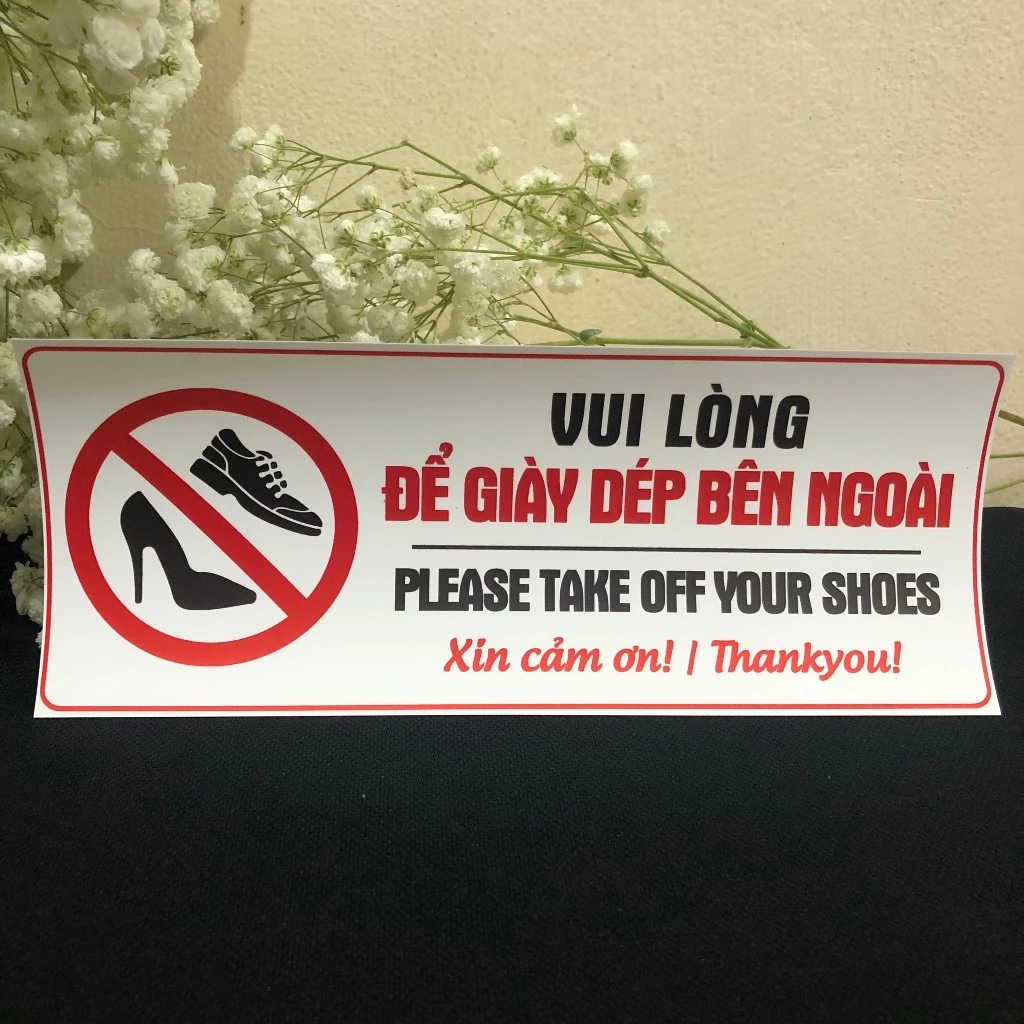 VUI LÒNG
ĐỂ GIÀY DÉP BÊN NGOÀI
PLEASE TAKE OFF YOUR SHOES
Xin cảm ơn! | Thankyou!